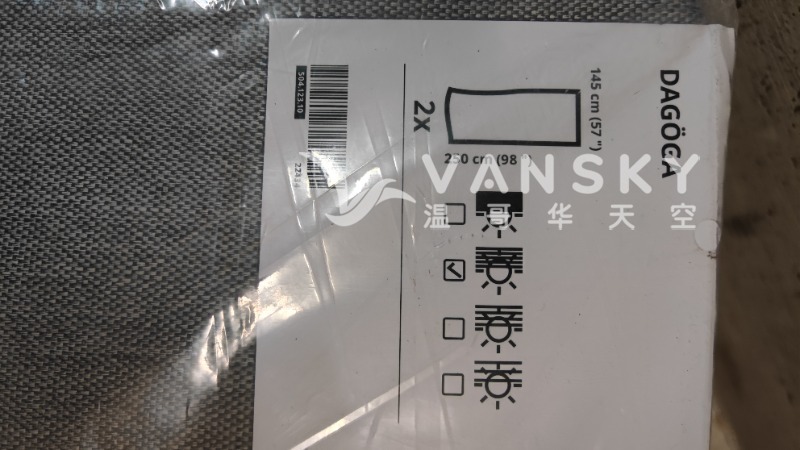 DAGÖGA
145 cm (57 ")
250 cm (98 ")
2x
504.123.10
VANSKY
温哥华天空